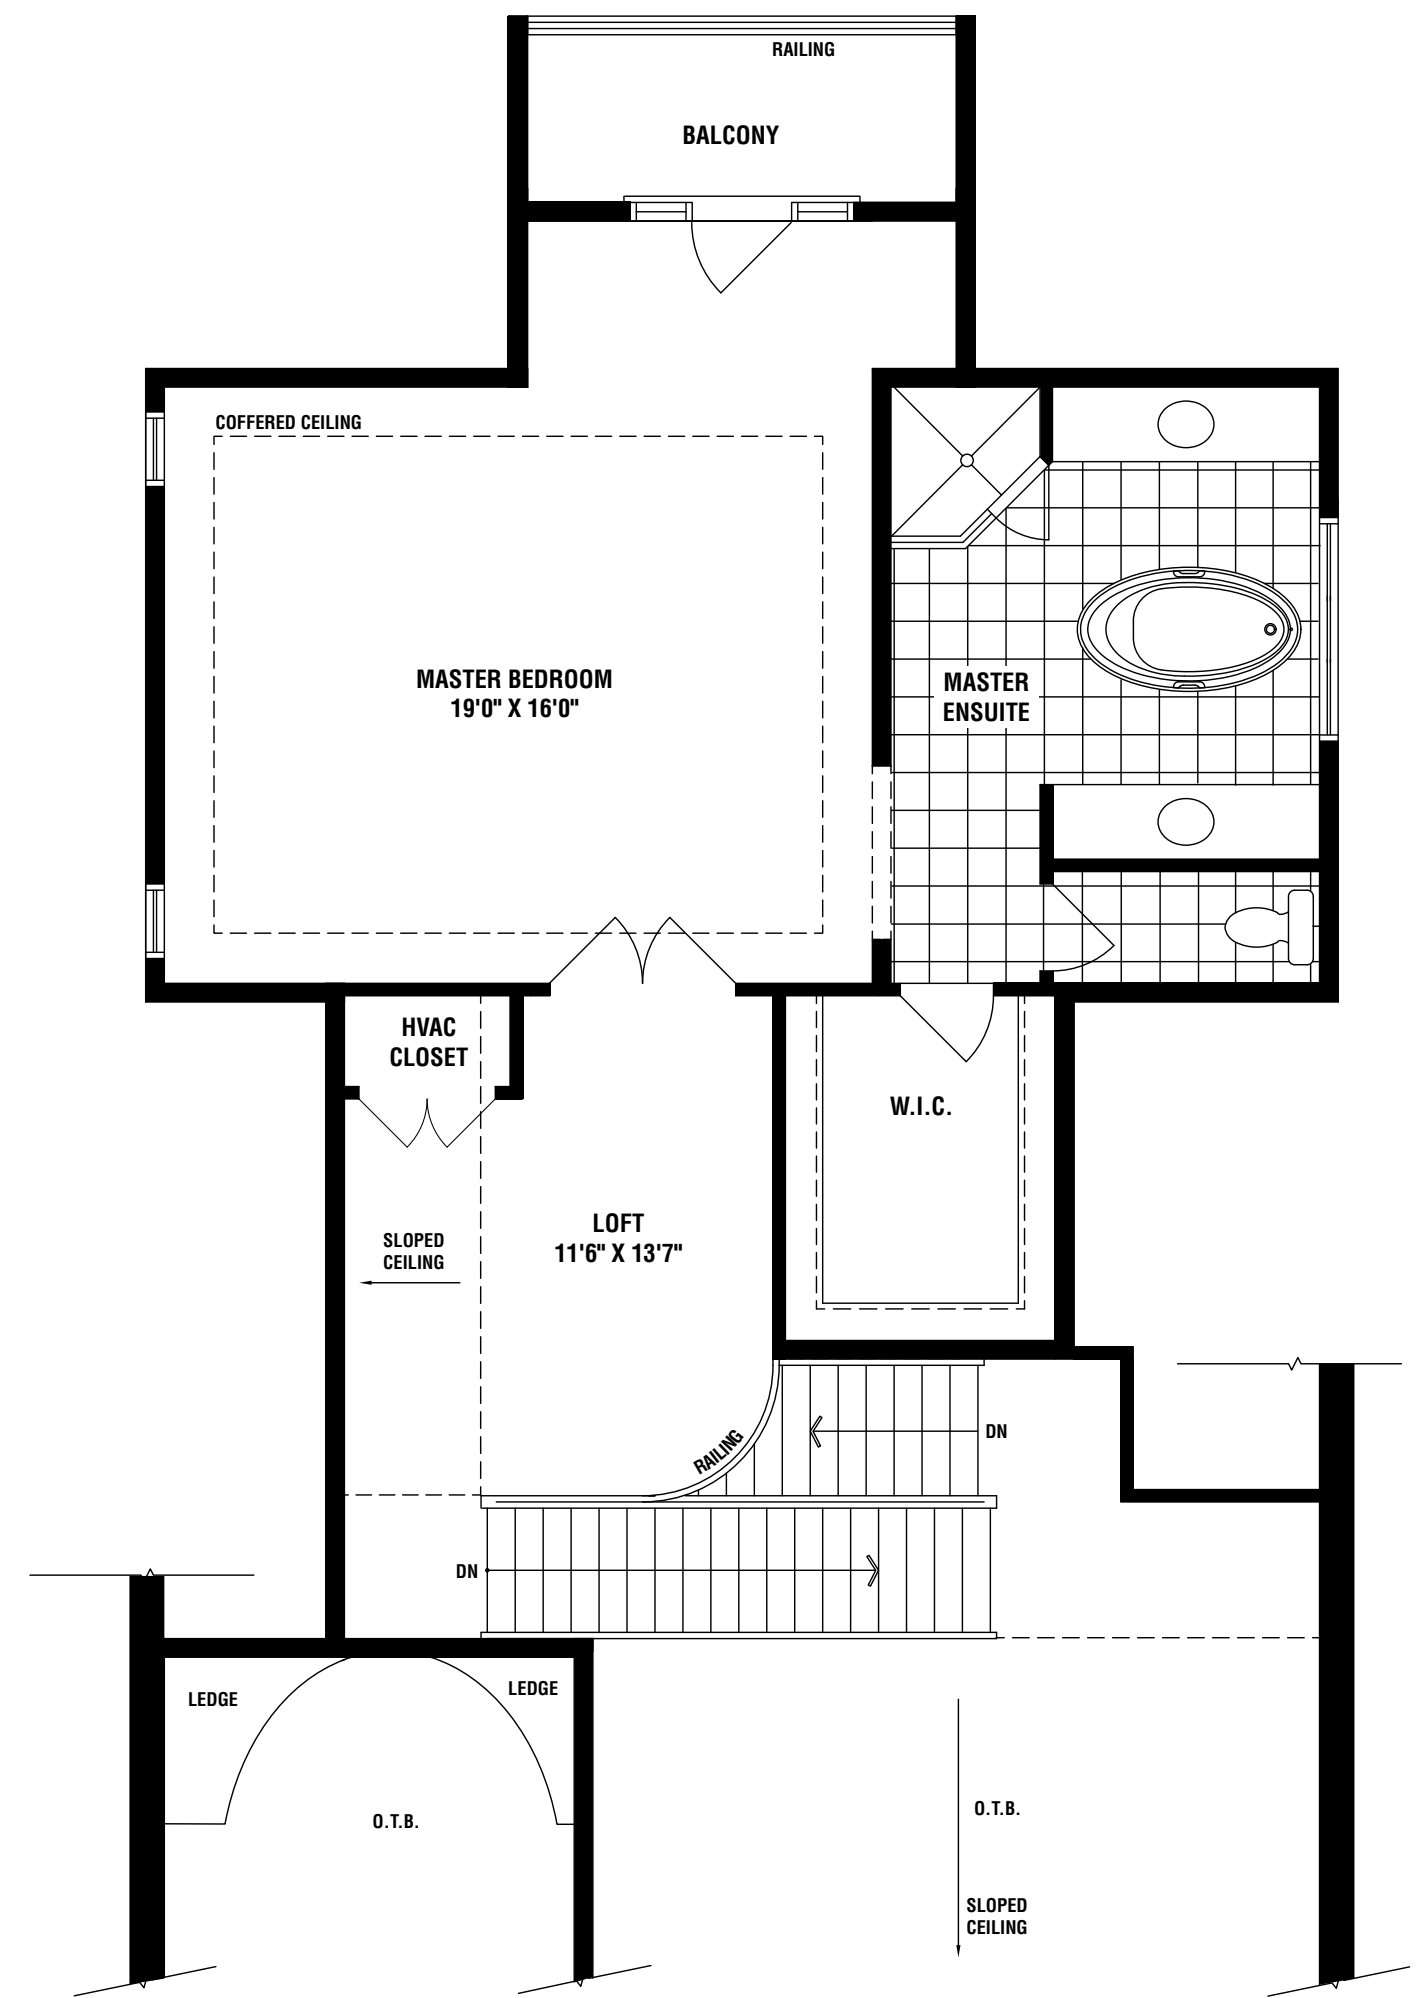 RAILING
BALCONY
COFFERED CEILING
MASTER BEDROOM
19'0" X 16'0"
MASTER
ENSUITE
HVAC
CLOSET
W.I.C.
LOFT
11'6" X 13'7"
SLOPED
CEILING
RAILING
DN
DN
LEDGE
LEDGE
O.T.B.
O.T.B.
SLOPED
CEILING